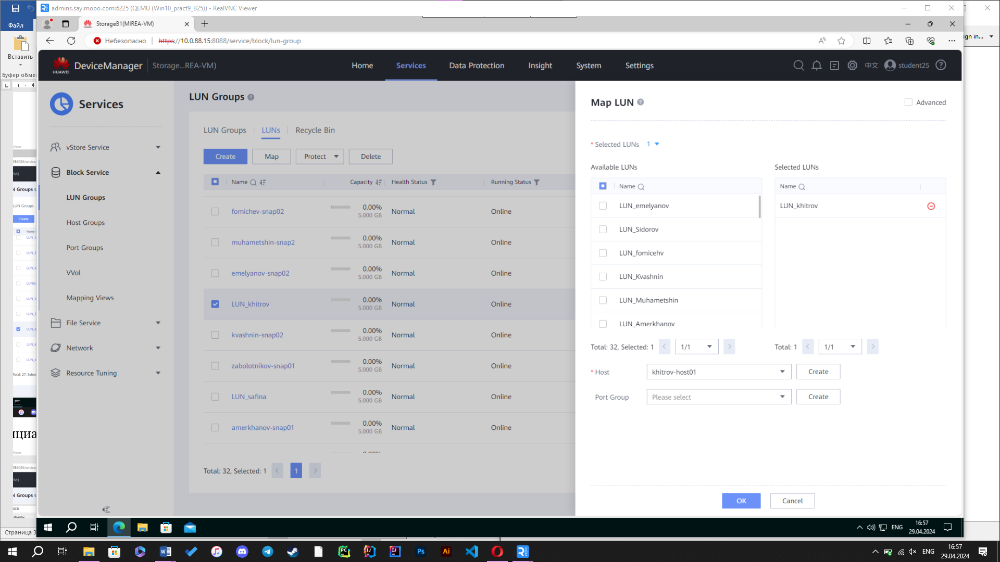 admins.say.mooo.com:6225 (QEMU (Win10_pract9_B25)) - RealVNC Viewer
Файл
StorageB1(MIREA-VM)
Вставить
Небезопасно
https://10.0.88.15:8088/service/block/lun-group
ign in...
HUAWEI
DeviceManager
Storage...REA-VM)
Home
Services
Data Protection
Insight
System
Settings
中文
student25
Services
vStore Service
Block Service
LUN Groups
Host Groups
Port Groups
VVol
Mapping Views
File Service
Network
Resource Tuning
LUN Groups
LUN Groups
LUNs
Recycle Bin
Create
Map
Protect
Delete
Name
Capacity
Health Status
Running Status
fomichev-snap02 0.00% 5.000 GB Normal Online
muhametshin-snap2 0.00% 5.000 GB Normal Online
emelyanov-snap02 0.00% 5.000 GB Normal Online
LUN_khitrov 0.00% 5.000 GB Normal Online
kvashnin-snap02 0.00% 5.000 GB Normal Online
zabolotnikov-snap01 0.00% 5.000 GB Normal Online
LUN_safina 0.00% 5.000 GB Normal Online
amerkhanov-snap01 0.00% 5.000 GB Normal Online
Total: 32, Selected: 1
1
Map LUN
Advanced
* Selected LUNs 1
Available LUNs
Name
LUN_emelyanov
LUN_Sidorov
LUN_fomicehv
LUN_Kvashnin
LUN_Muhametshin
LUN_Amerkhanov
Total: 32, Selected: 1
1/1
Selected LUNs
Name
LUN_khitrov
Total: 1
1/1
* Host
khitrov-host01
Create
Port Group
Please select
Create
OK
Cancel
ENG
16:57
29.04.2024
Страница 3
ENG
16:57
29.04.2024